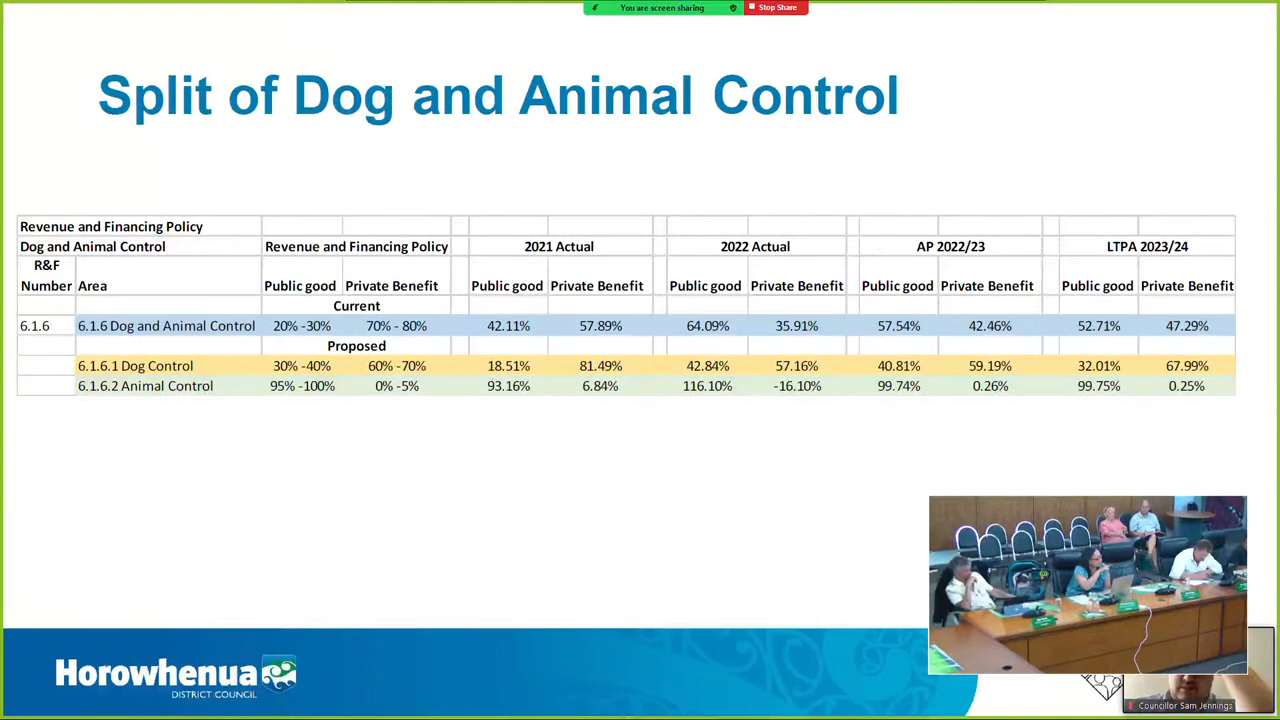 You are screen sharing Stop Share
Split of Dog and Animal Control
Revenue and Financing Policy
Dog and Animal Control Revenue and Financing Policy 2021 Actual 2022 Actual AP 2022/23 LTPA 2023/24
R&F
Number Area Public good Private Benefit Public good Private Benefit Public good Private Benefit Public good Private Benefit Public good Private Benefit
Current
6.1.6 6.1.6 Dog and Animal Control 20% -30% 70% - 80% 42.11% 57.89% 64.09% 35.91% 57.54% 42.46% 52.71% 47.29%
Proposed
6.1.6.1 Dog Control 30% -40% 60% -70% 18.51% 81.49% 42.84% 57.16% 40.81% 59.19% 32.01% 67.99%
6.1.6.2 Animal Control 95% -100% 0% -5% 93.16% 6.84% 116.10% -16.10% 99.74% 0.26% 99.75% 0.25%
Horowhenua
DISTRICT COUNCIL
Councillor Sam Jennings